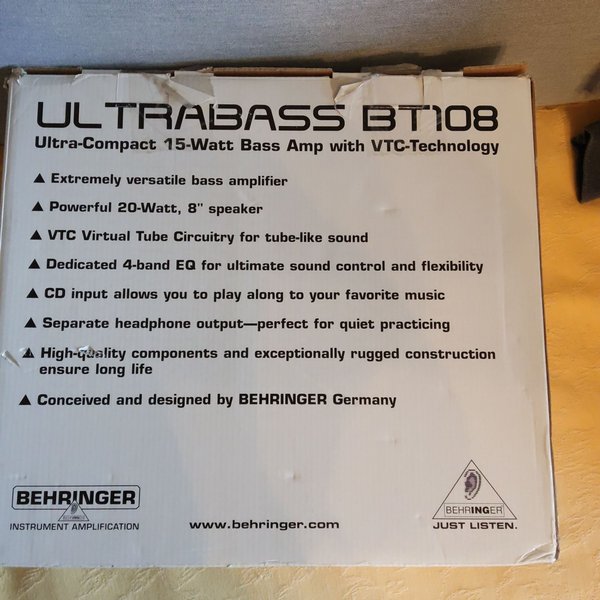 ULTRABASS BT108
Ultra-Compact 15-Watt Bass Amp with VTC-Technology
▲ Extremely versatile bass amplifier
▲ Powerful 20-Watt, 8" speaker
▲ VTC Virtual Tube Circuitry for tube-like sound
▲ Dedicated 4-band EQ for ultimate sound control and flexibility
▲ CD input allows you to play along to your favorite music
▲ Separate headphone output—perfect for quiet practicing
▲ High-quality components and exceptionally rugged construction
ensure long life
▲ Conceived and designed by BEHRINGER Germany
BEHRINGER
INSTRUMENT AMPLIFICATION
www.behringer.com
BEHRINGER
JUST LISTEN.